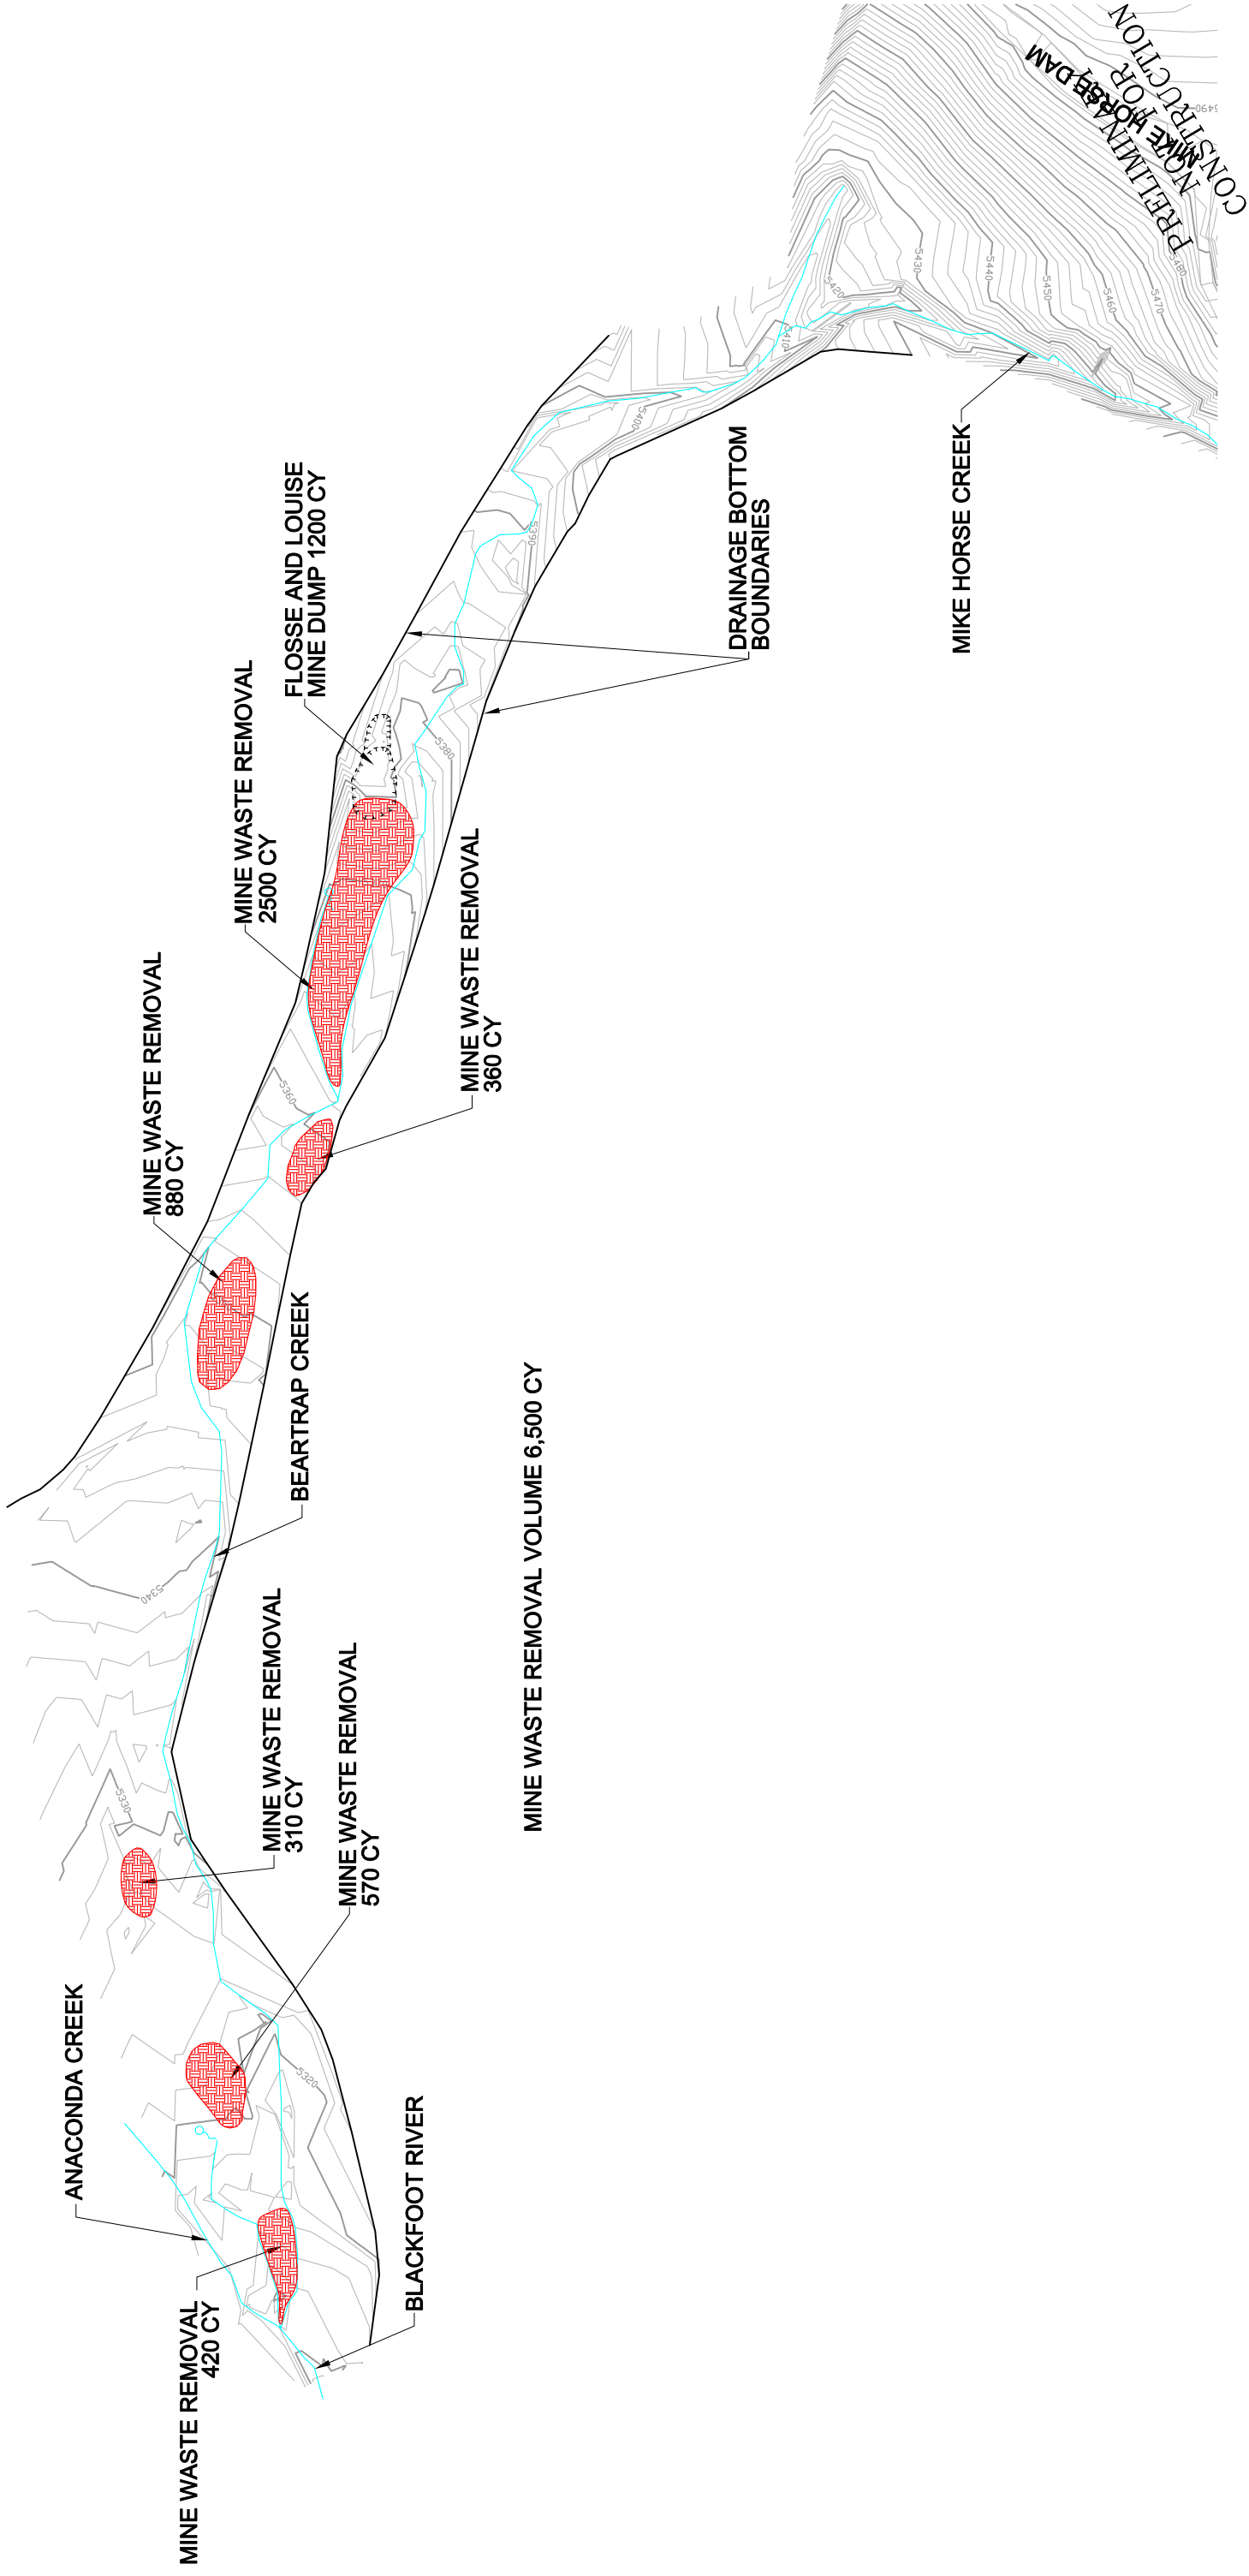 MINE WASTE REMOVAL
420 CY
ANACONDA CREEK
BLACKFOOT RIVER
MINE WASTE REMOVAL
570 CY
MINE WASTE REMOVAL
310 CY
BEARTRAP CREEK
MINE WASTE REMOVAL VOLUME 6,500 CY
MINE WASTE REMOVAL
880 CY
MINE WASTE REMOVAL
360 CY
MINE WASTE REMOVAL
2500 CY
FLOSSE AND LOUISE
MINE DUMP 1200 CY
DRAINAGE BOTTOM
BOUNDARIES
MIKE HORSE CREEK
MIKE HORSE DAM
NOT FOR
CONSTRUCTION
5320
5330
5340
5360
5380
5390
5400
5410
5420
5430
5440
5450
5460
5470
5480
5490